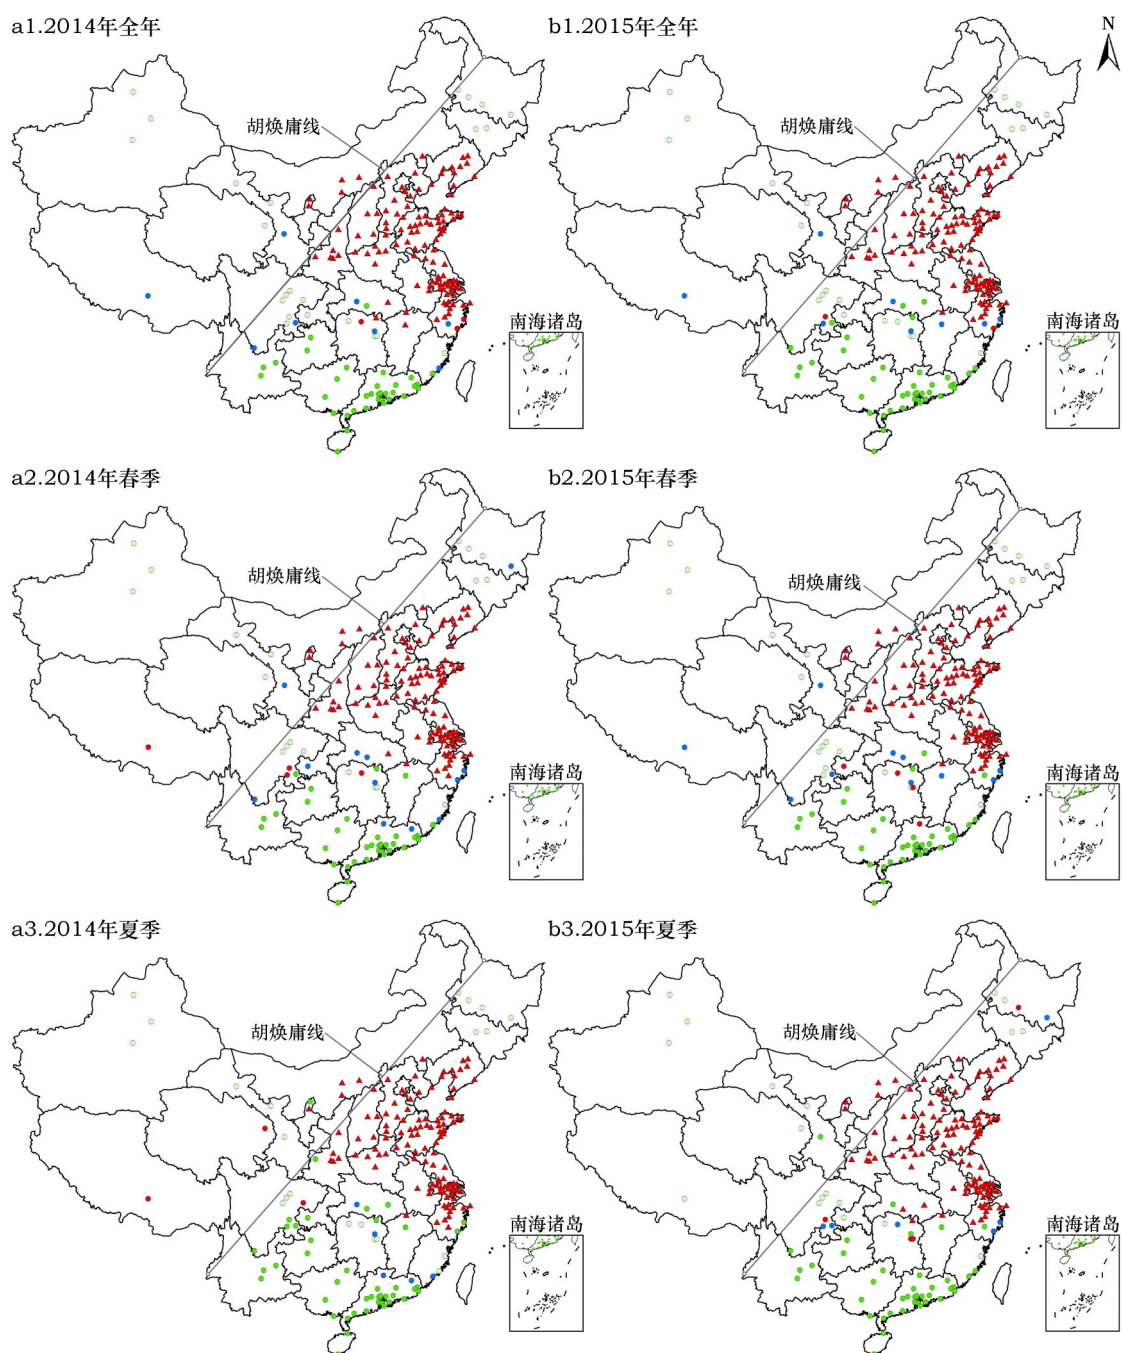 a1.2014年全年
b1.2015年全年
N
胡焕庸线
胡焕庸线
南海诸岛
南海诸岛
a2.2014年春季
b2.2015年春季
胡焕庸线
胡焕庸线
南海诸岛
南海诸岛
a3.2014年夏季
b3.2015年夏季
胡焕庸线
胡焕庸线
南海诸岛
南海诸岛